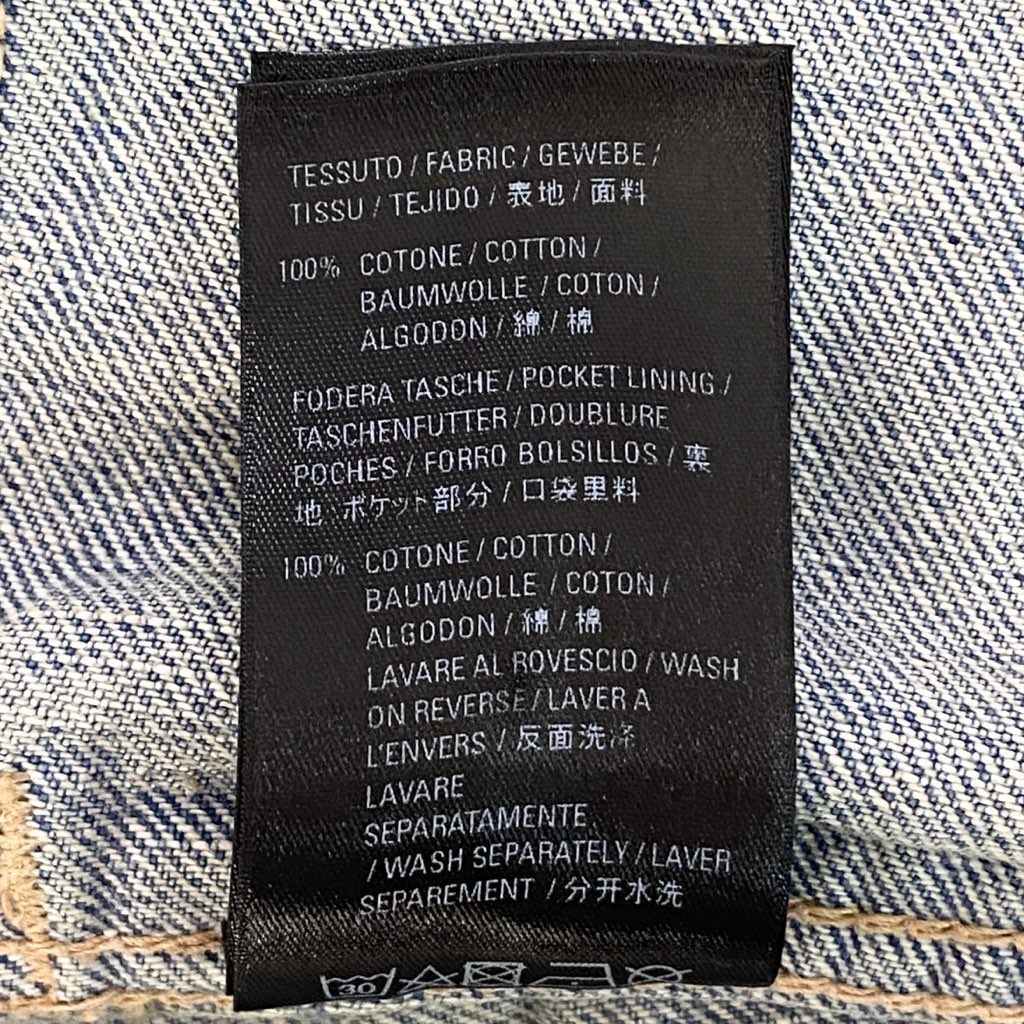 TESSUTO / FABRIC / GEWEBE /
TISSU / TEJIDO / 表地 / 面料
100% COTONE / COTTON /
BAUMWOLLE / COTON /
ALGODON / 綿 / 棉
FODERA TASCHE / POCKET LINING /
TASCHENFUTTER / DOUBLURE
POCHES / FORRO BOLSILLOS / 裏
地 ポケット部分 / 口袋里料
100% COTONE / COTTON /
BAUMWOLLE / COTON /
ALGODON / 綿 / 棉
LAVARE AL ROVESCIO / WASH
ON REVERSE / LAVER A
L'ENVERS / 反面洗涤
LAVARE
SEPARATAMENTE
/ WASH SEPARATELY / LAVER
SEPAREMENT / 分开水洗
30